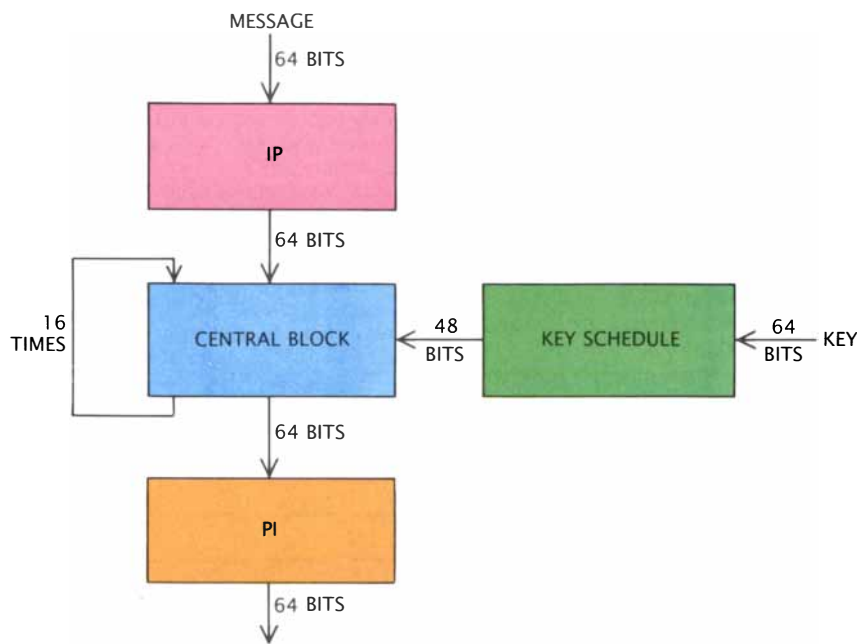 MESSAGE
64 BITS
IP
64 BITS
16
TIMES
CENTRAL BLOCK
48
BITS
KEY SCHEDULE
64
BITS
KEY
64 BITS
PI
64 BITS